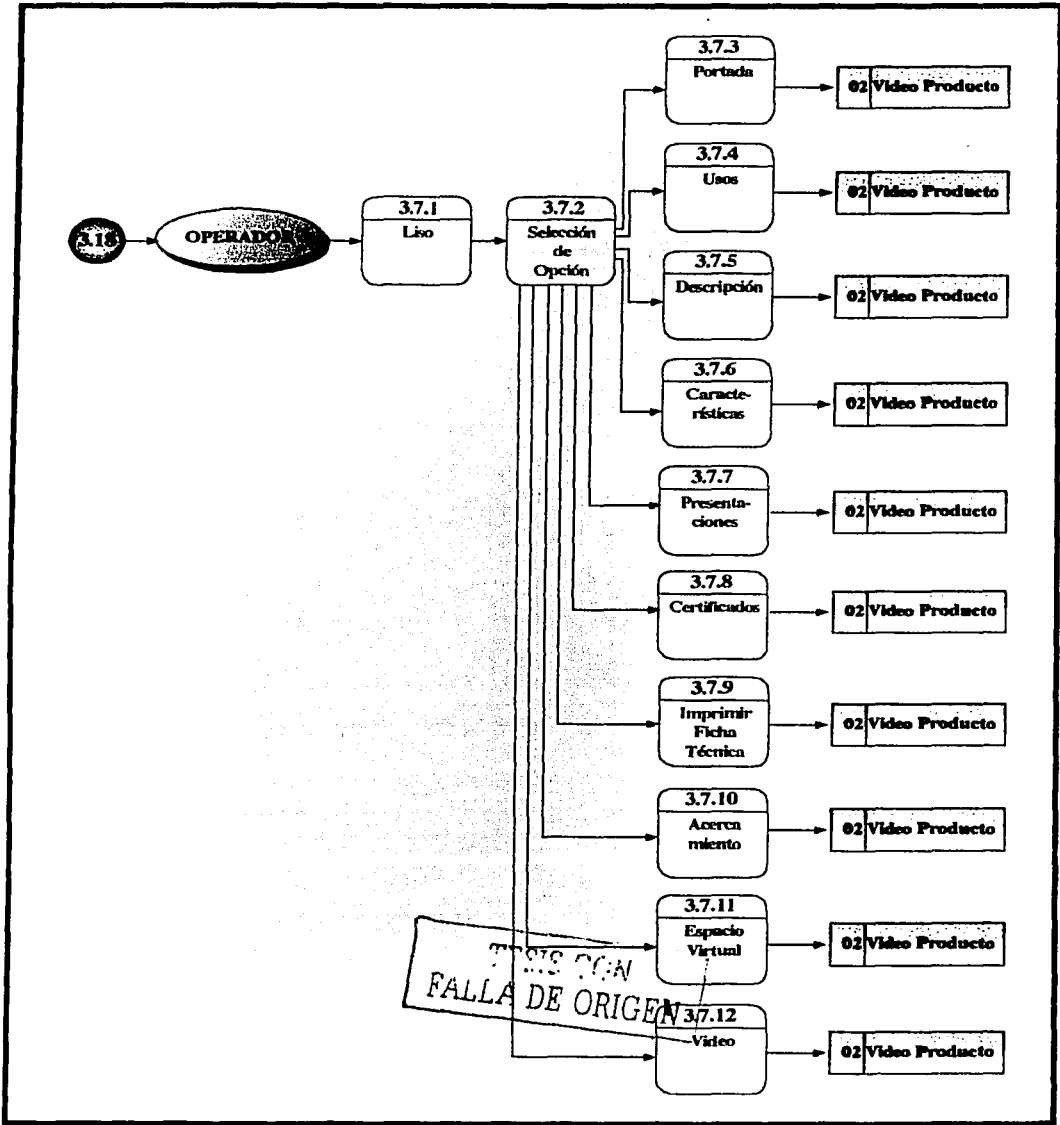 3.18
OPERADOR
3.7.1
Liso
3.7.2
Selección
de
Opción
3.7.3
Portada
02 Video Producto
3.7.4
Usos
02 Video Producto
3.7.5
Descripción
02 Video Producto
3.7.6
Caracte-
rísticas
02 Video Producto
3.7.7
Presenta-
ciones
02 Video Producto
3.7.8
Certificados
02 Video Producto
3.7.9
Imprimir
Ficha
Técnica
02 Video Producto
3.7.10
Acerca
miento
02 Video Producto
3.7.11
Espacio
Virtual
02 Video Producto
3.7.12
Video
02 Video Producto
TESIS CON
FALLA DE ORIGEN